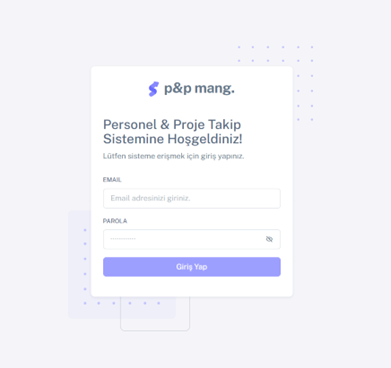 p&p mang.
Personel & Proje Takip
Sistemine Hoşgeldiniz!
Lütfen sisteme erişmek için giriş yapınız.
EMAIL
Email adresinizi giriniz.
PAROLA
Giriş Yap